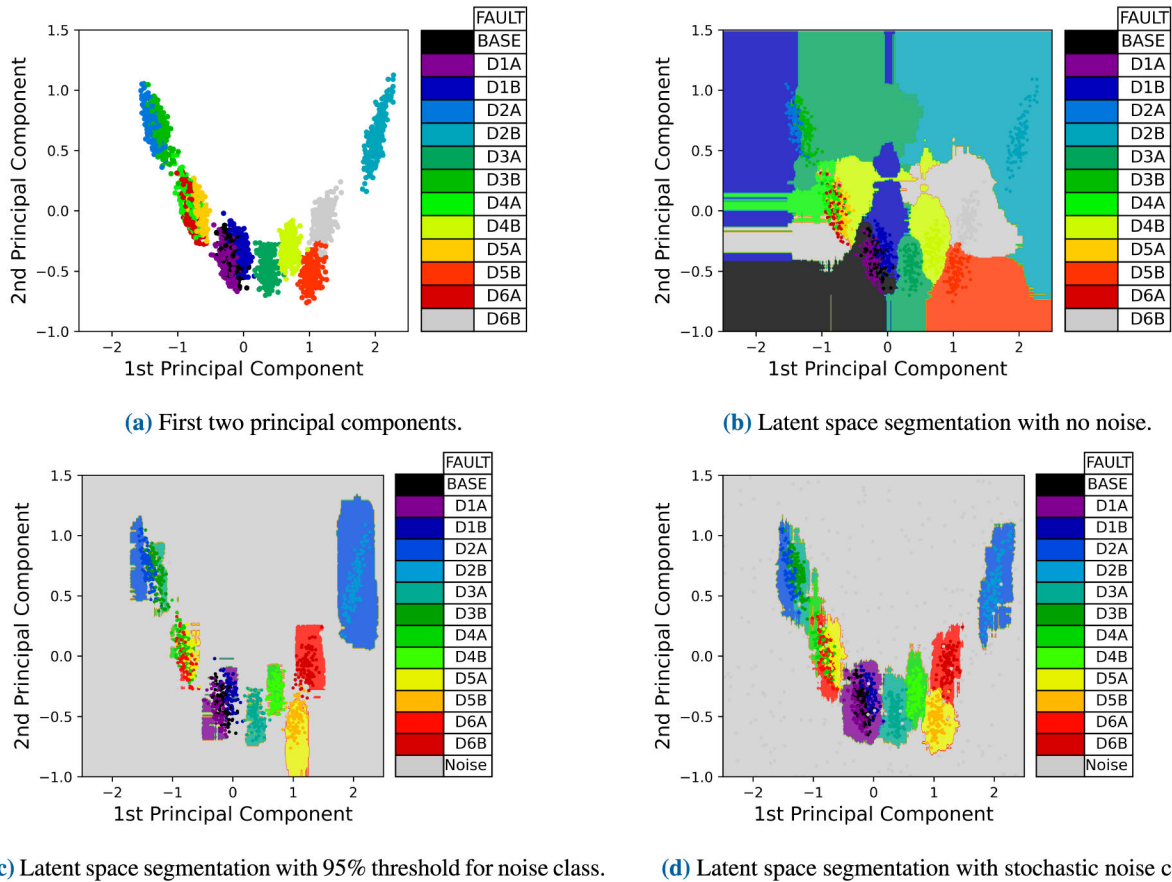 FAULT
BASE
D1A
D1B
D2A
D2B
D3A
D3B
D4A
D4B
D5A
D5B
D6A
D6B
1.5
1.0
0.5
0.0
−0.5
−1.0
2nd Principal Component
−2 −1 0 1 2
1st Principal Component
(a) First two principal components.
FAULT
BASE
D1A
D1B
D2A
D2B
D3A
D3B
D4A
D4B
D5A
D5B
D6A
D6B
1.5
1.0
0.5
0.0
−0.5
−1.0
2nd Principal Component
−2 −1 0 1 2
1st Principal Component
(b) Latent space segmentation with no noise.
FAULT
BASE
D1A
D1B
D2A
D2B
D3A
D3B
D4A
D4B
D5A
D5B
D6A
D6B
Noise
1.5
1.0
0.5
0.0
−0.5
−1.0
2nd Principal Component
−2 −1 0 1 2
1st Principal Component
c) Latent space segmentation with 95% threshold for noise class.
FAULT
BASE
D1A
D1B
D2A
D2B
D3A
D3B
D4A
D4B
D5A
D5B
D6A
D6B
Noise
1.5
1.0
0.5
0.0
−0.5
−1.0
2nd Principal Component
−2 −1 0 1 2
1st Principal Component
(d) Latent space segmentation with stochastic noise c